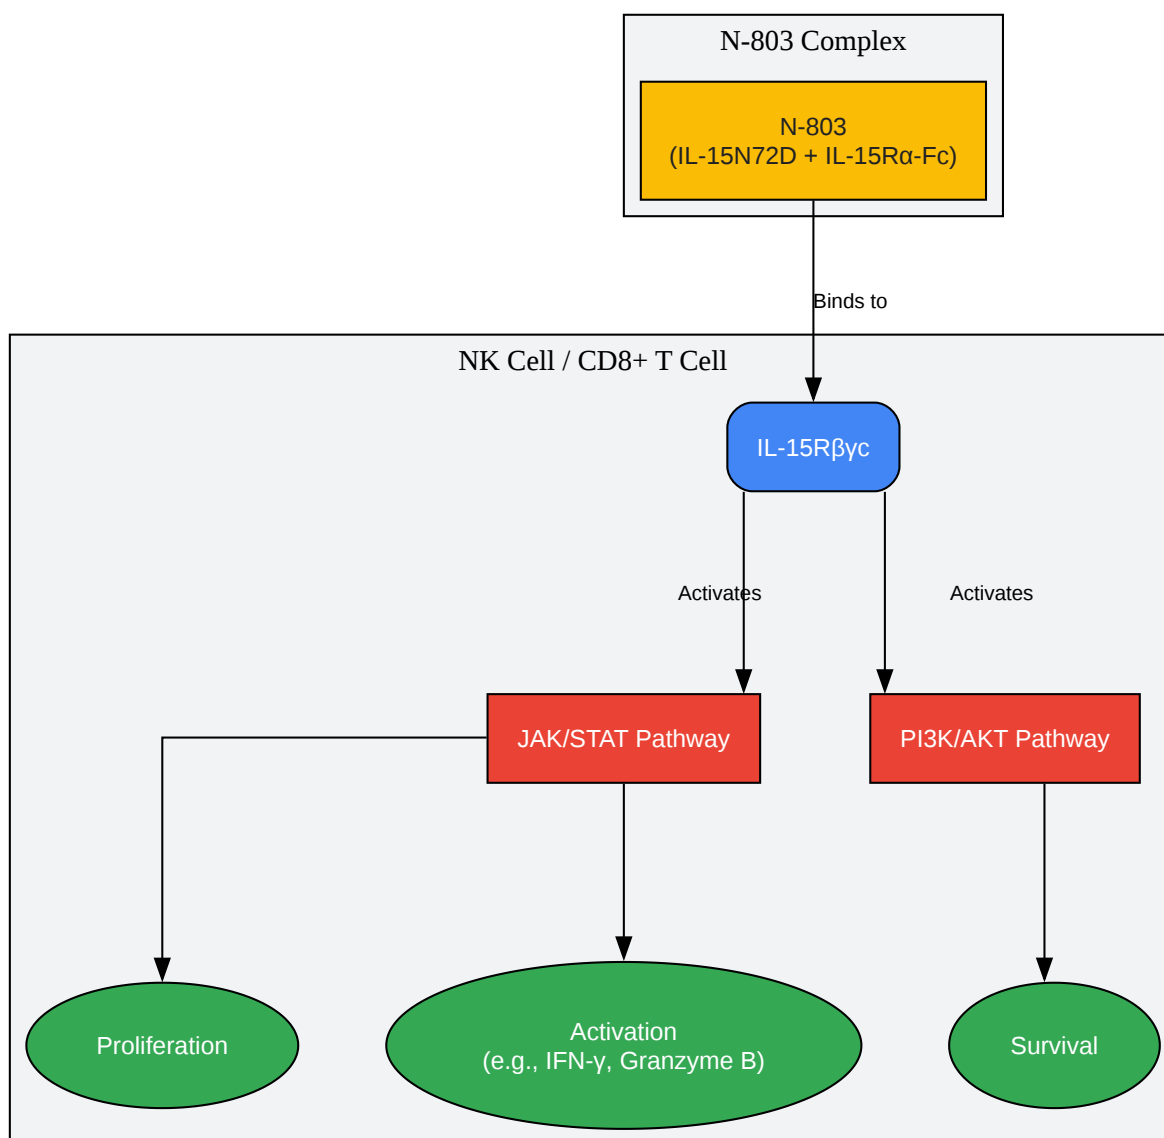 N-803 Complex
N-803
(IL-15N72D + IL-15Rα-Fc)
Binds to
NK Cell / CD8+ T Cell
IL-15Rβγc
Activates
Activates
JAK/STAT Pathway
PI3K/AKT Pathway
Proliferation
Activation
(e.g., IFN-γ, Granzyme B)
Survival